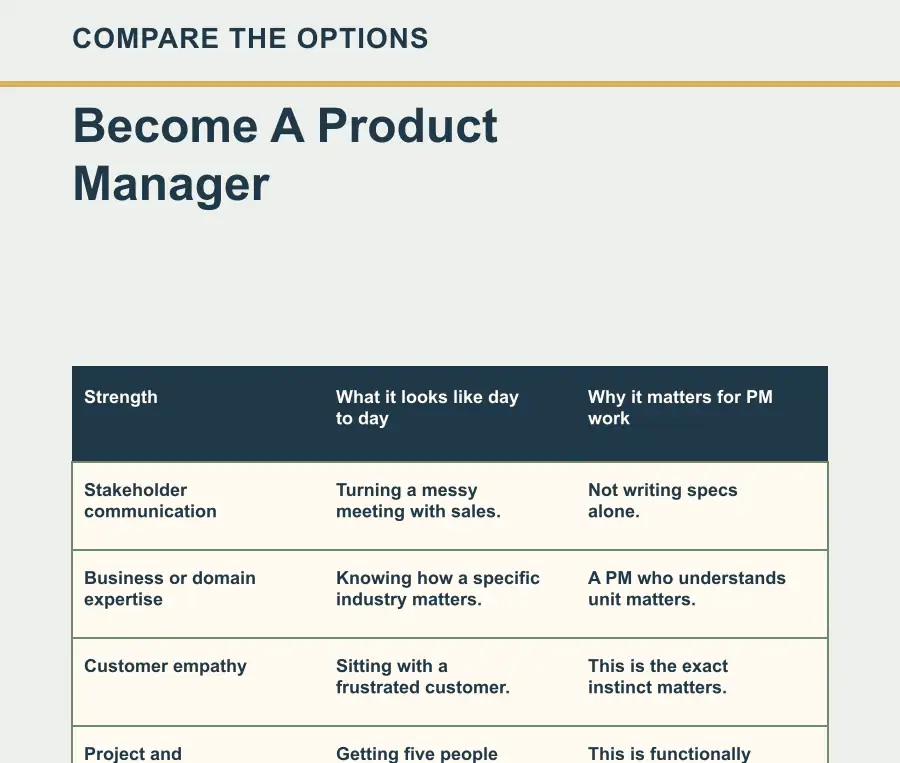 COMPARE THE OPTIONS
Become A Product
Manager
Strength
What it looks like day
to day
Why it matters for PM
work
Stakeholder
communication
Turning a messy
meeting with sales.
Not writing specs
alone.
Business or domain
expertise
Knowing how a specific
industry matters.
A PM who understands
unit matters.
Customer empathy
Sitting with a
frustrated customer.
This is the exact
instinct matters.
Project and
Getting five people
This is functionally